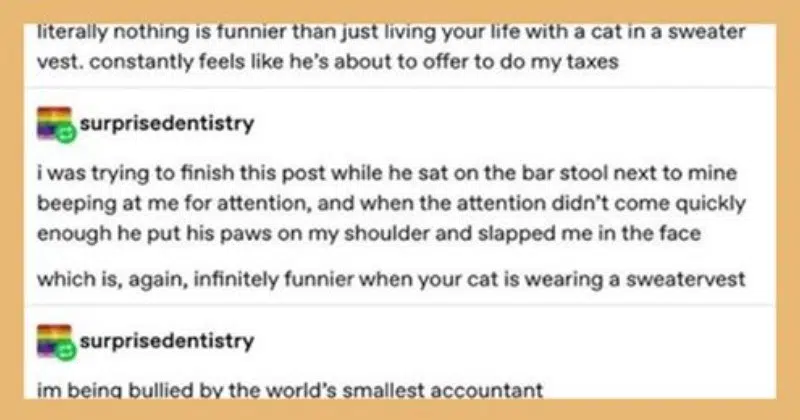 literally nothing is funnier than just living your life with a cat in a sweater
vest. constantly feels like he's about to offer to do my taxes
surprisedentistry
i was trying to finish this post while he sat on the bar stool next to mine
beeping at me for attention, and when the attention didn't come quickly
enough he put his paws on my shoulder and slapped me in the face
which is, again, infinitely funnier when your cat is wearing a sweatervest
surprisedentistry
im being bullied by the world's smallest accountant